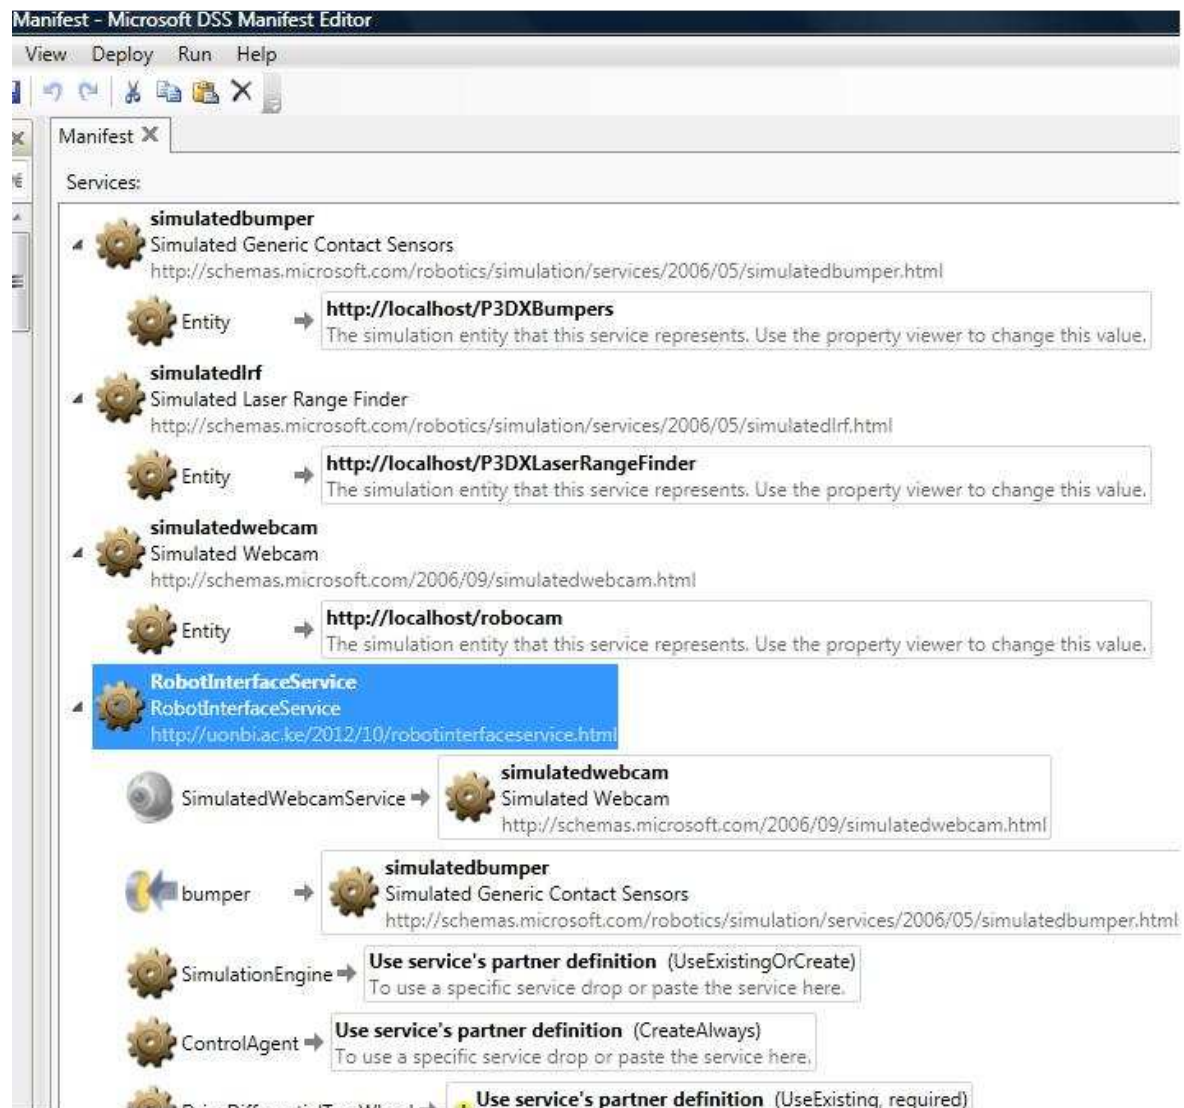 Manifest - Microsoft DSS Manifest Editor
View Deploy Run Help
Manifest
Services:
simulatedbumper
Simulated Generic Contact Sensors
http://schemas.microsoft.com/robotics/simulation/services/2006/05/simulatedbumper.html
Entity
http://localhost/P3DXBumpers
The simulation entity that this service represents. Use the property viewer to change this value.
simulatedlrf
Simulated Laser Range Finder
http://schemas.microsoft.com/robotics/simulation/services/2006/05/simulatedlrf.html
Entity
http://localhost/P3DXLaserRangeFinder
The simulation entity that this service represents. Use the property viewer to change this value.
simulatedwebcam
Simulated Webcam
http://schemas.microsoft.com/2006/09/simulatedwebcam.html
Entity
http://localhost/robocam
The simulation entity that this service represents. Use the property viewer to change this value.
RobotInterfaceService
RobotInterfaceService
http://uonbi.ac.ke/2012/10/robotinterfaceservice.html
SimulatedWebcamService
simulatedwebcam
Simulated Webcam
http://schemas.microsoft.com/2006/09/simulatedwebcam.html
bumper
simulatedbumper
Simulated Generic Contact Sensors
http://schemas.microsoft.com/robotics/simulation/services/2006/05/simulatedbumper.html
SimulationEngine
Use service's partner definition (UseExistingOrCreate)
To use a specific service drop or paste the service here.
ControlAgent
Use service's partner definition (CreateAlways)
To use a specific service drop or paste the service here.
Use service's partner definition (UseExisting, required)